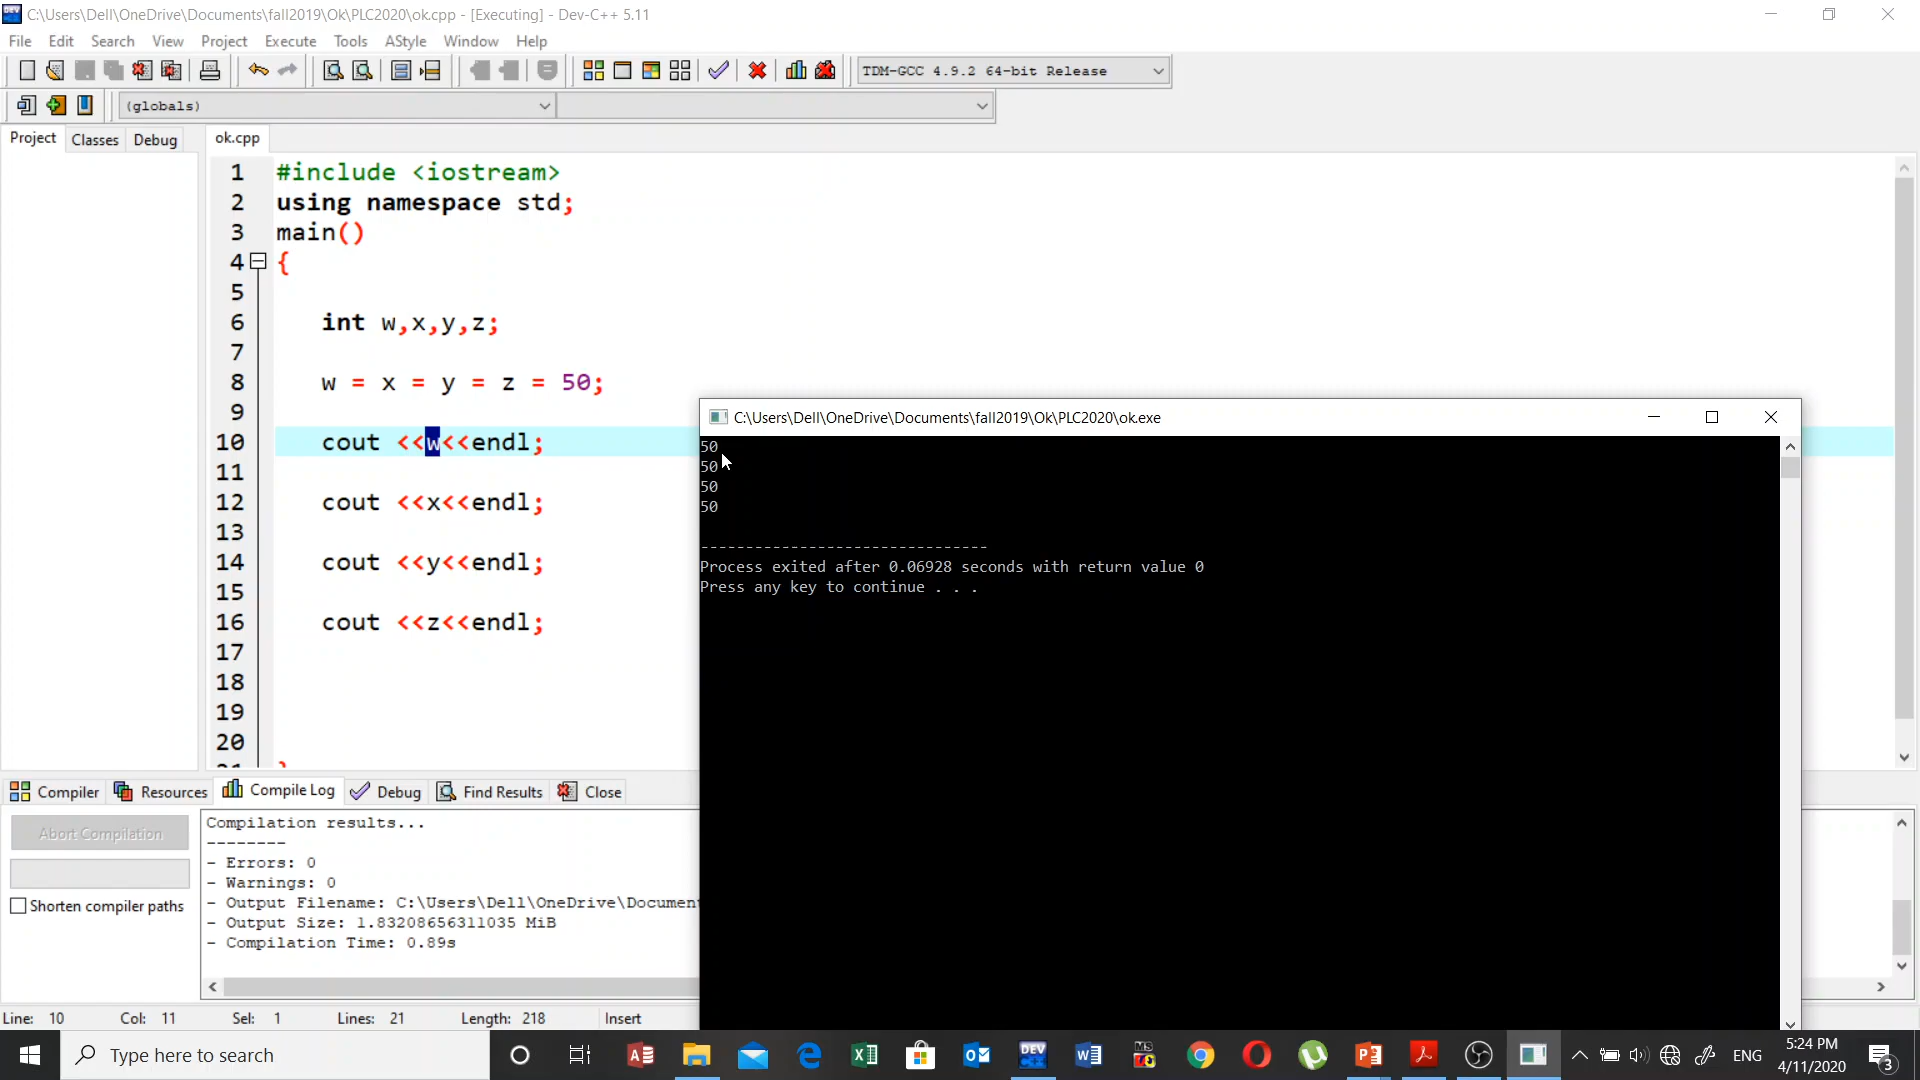 C:\Users\Dell\OneDrive\Documents\fall2019\Ok\PLC2020\ok.cpp - [Executing] - Dev-C++ 5.11
File Edit Search View Project Execute Tools AStyle Window Help
TDM-GCC 4.9.2 64-bit Release
(globals)
Project Classes Debug ok.cpp
1 #include <iostream>
2 using namespace std;
3 main()
4 {
5
6 int w,x,y,z;
7
8 w = x = y = z = 50;
9
10 cout <<w<<endl;
11
12 cout <<x<<endl;
13
14 cout <<y<<endl;
15
16 cout <<z<<endl;
17
18
19
20
C:\Users\Dell\OneDrive\Documents\fall2019\Ok\PLC2020\ok.exe
50
50
50
50
--------------------------------
Process exited after 0.06928 seconds with return value 0
Press any key to continue . . .
Compiler Resources Compile Log Debug Find Results Close
Abort Compilation
Shorten compiler paths
Compilation results...
--------
- Errors: 0
- Warnings: 0
- Output Filename: C:\Users\Dell\OneDrive\Documen
- Output Size: 1.83208656311035 MiB
- Compilation Time: 0.89s
Line: 10 Col: 11 Sel: 1 Lines: 21 Length: 218 Insert
Type here to search
DEV
MS
ENG
5:24 PM
4/11/2020
3